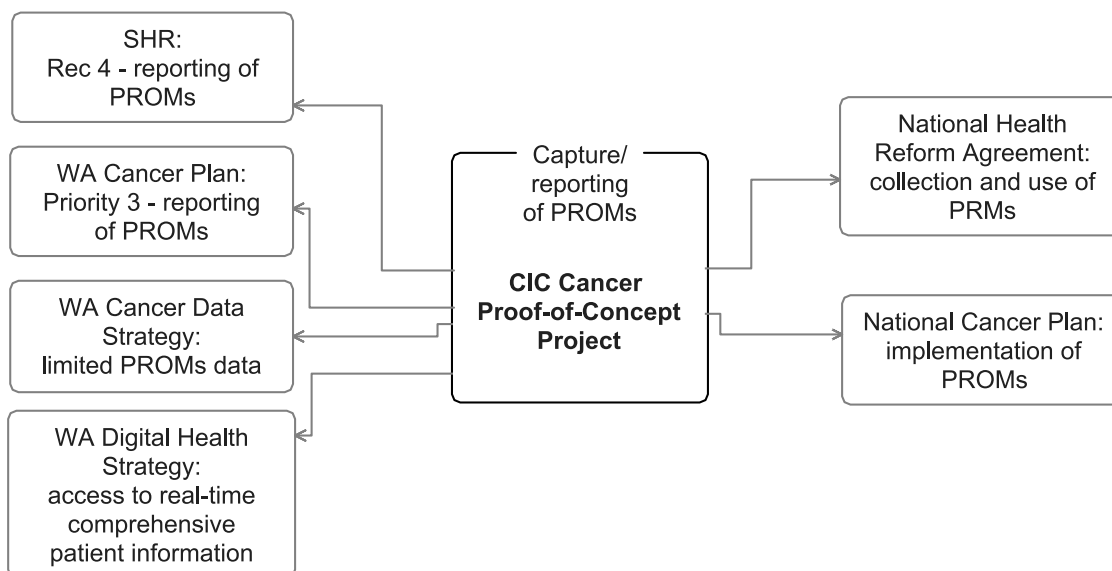 SHR:
Rec 4 - reporting of
PROMs
WA Cancer Plan:
Priority 3 - reporting
of PROMs
WA Cancer Data
Strategy:
limited PROMs data
WA Digital Health
Strategy:
access to real-time
comprehensive
patient information
Capture/
reporting
of PROMs
CIC Cancer
Proof-of-Concept
Project
National Health
Reform Agreement:
collection and use of
PRMs
National Cancer Plan:
implementation of
PROMs